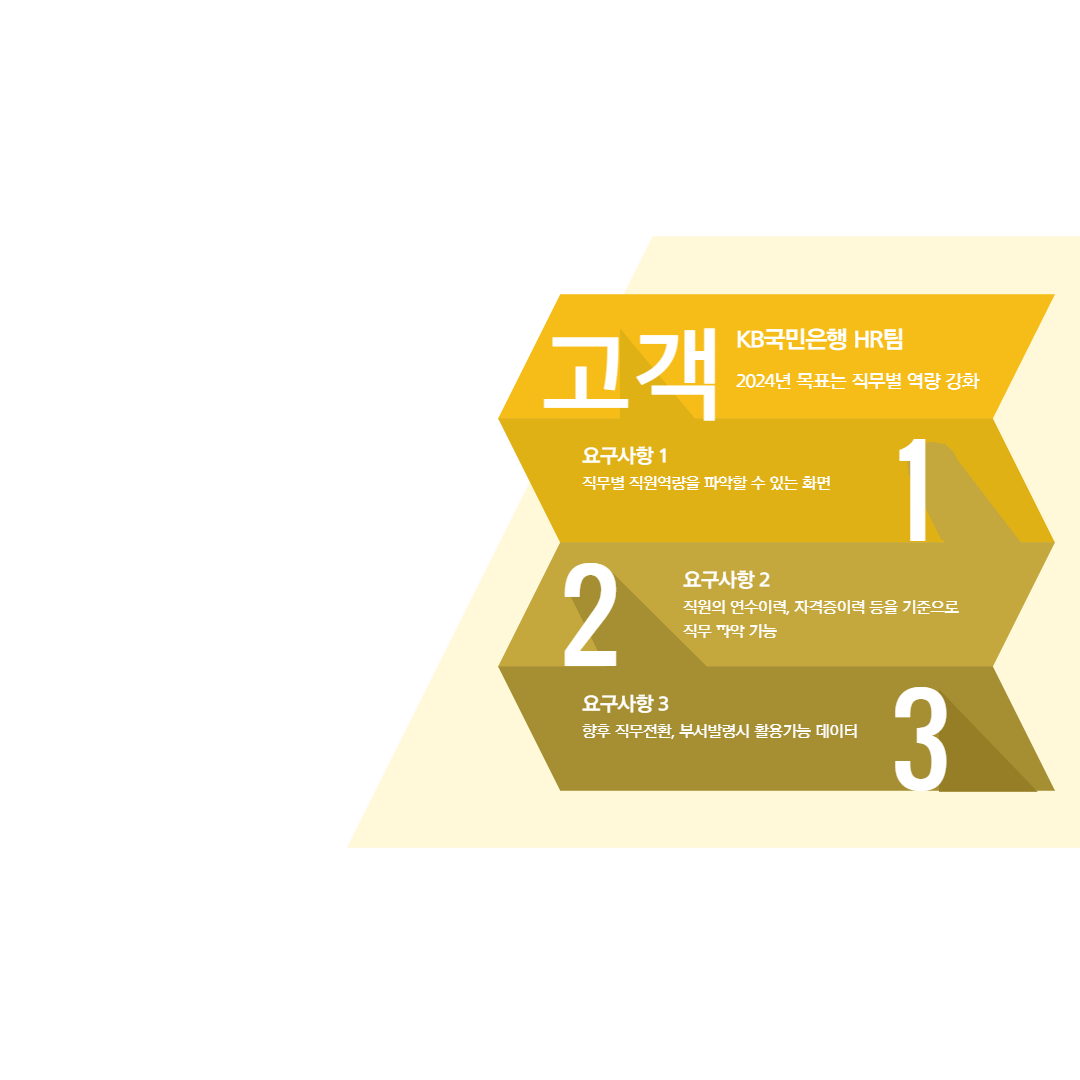 고객
KB국민은행 HR팀
2024년 목표는 직무별 역량 강화
요구사항 1
직무별 직원역량을 파악할 수 있는 화면
1
2
요구사항 2
직원의 연수이력, 자격증이력 등을 기준으로
직무 파악 기능
요구사항 3
향후 직무전환, 부서발령시 활용가능 데이터
3